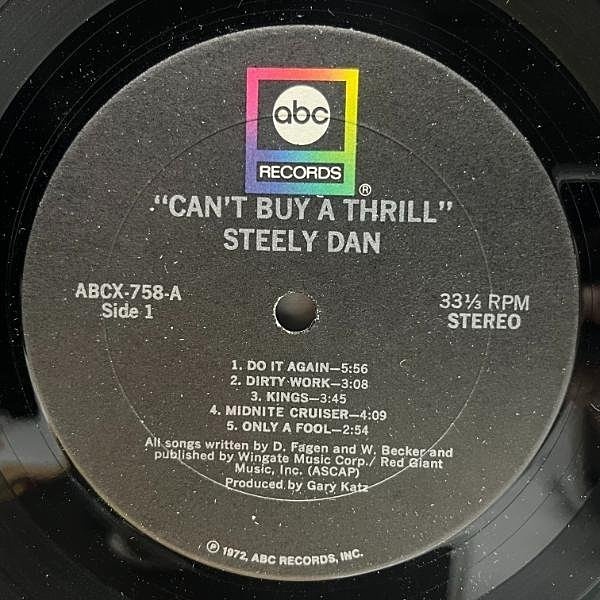 abc
RECORDS
®
"CAN'T BUY A THRILL"
STEELY DAN
ABCX-758-A
Side 1
33⅓ RPM
STEREO
1. DO IT AGAIN—5:56
2. DIRTY WORK—3:08
3. KINGS—3:45
4. MIDNITE CRUISER—4:09
5. ONLY A FOOL—2:54
All songs written by D. Fagen and W. Becker and
published by Wingate Music Corp./ Red Giant
Music, Inc. (ASCAP)
Produced by Gary Katz
℗ 1972, ABC RECORDS, INC.